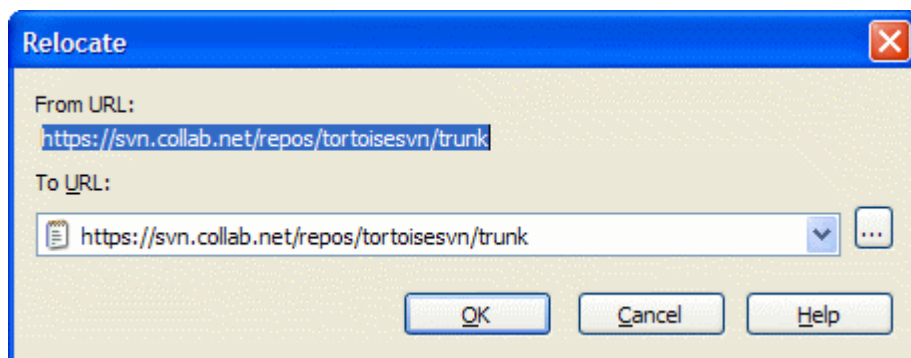 Relocate
From URL:
https://svn.collab.net/repos/tortoisesvn/trunk
To URL:
https://svn.collab.net/repos/tortoisesvn/trunk
...
OK Cancel Help